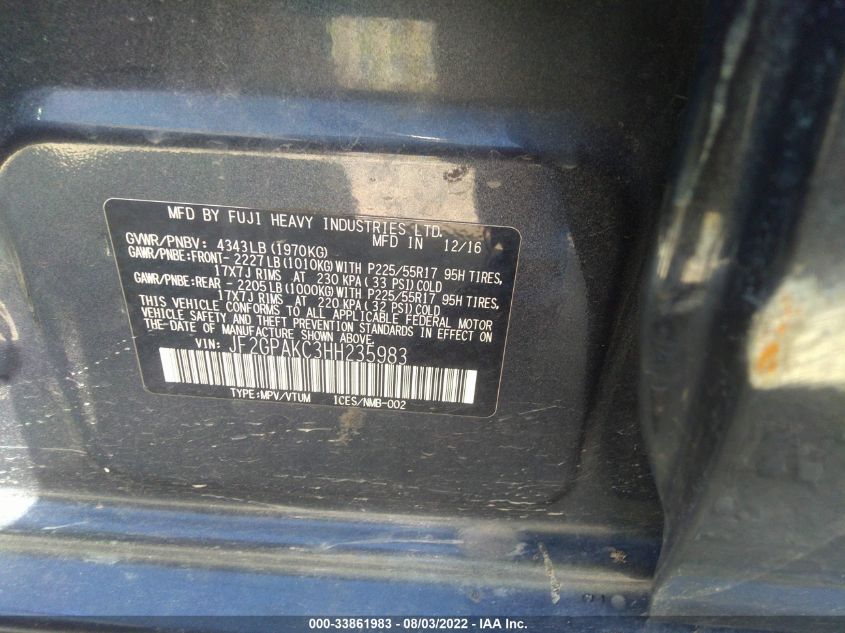 MFD BY FUJI HEAVY INDUSTRIES LTD.
GVWR/PNBV: 4343LB(1970KG) MFD IN 12/16
GAWR/PNBE:FRONT- 2227LB(1010KG)WITH P225/55R17 95H TIRES,
17X7J RIMS AT 230 KPA(33 PSI)COLD
GAWR/PNBE:REAR - 2205LB(1000KG)WITH P225/55R17 95H TIRES,
17X7J RIMS AT 220 KPA(32 PSI)COLD
THIS VEHICLE CONFORMS TO ALL APPLICABLE FEDERAL MOTOR
VEHICLE SAFETY AND THEFT PREVENTION STANDARDS IN EFFECT ON
THE-DATE OF MANUFACTURE SHOWN ABOVE.
VIN: JF2GPAKC3HH235983
TYPE:MPV/VTUM ICES/NMB-002
000-33861983 - 08/03/2022 - IAA Inc.